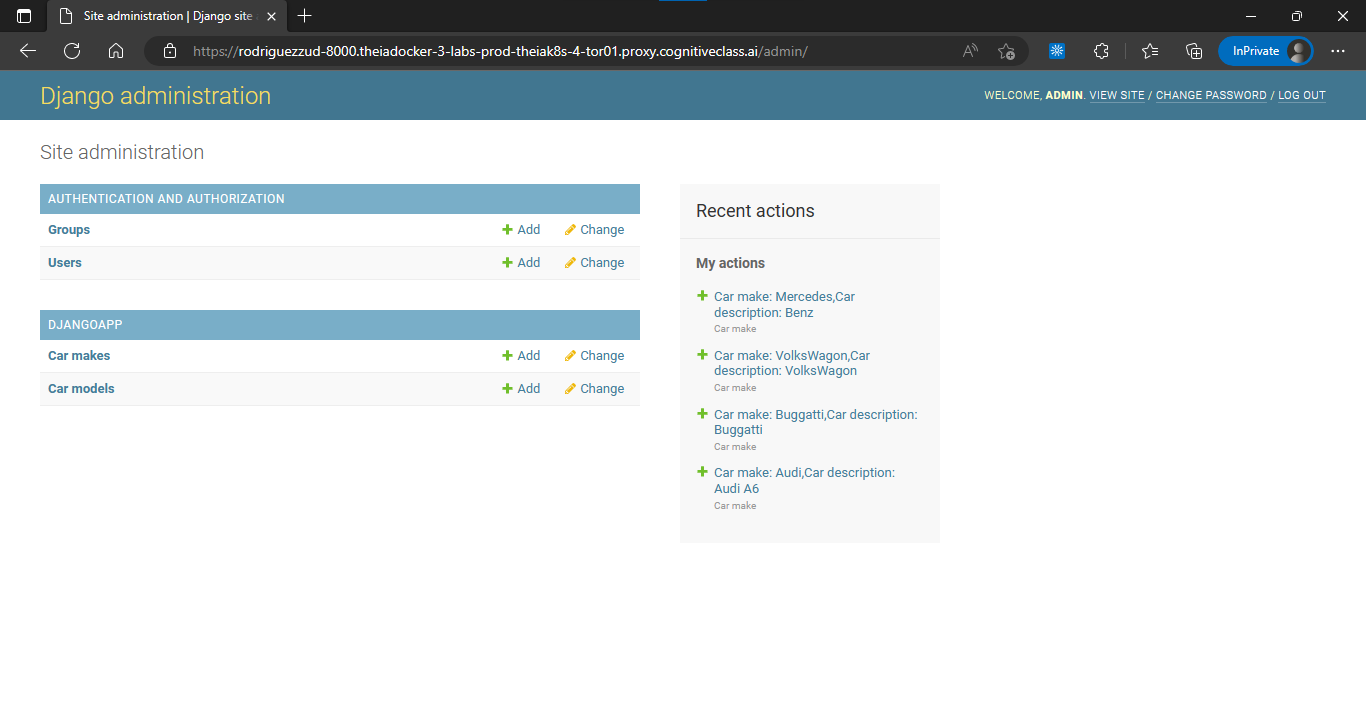 Site administration | Django site
https://rodriguezzud-8000.theiadocker-3-labs-prod-theiak8s-4-tor01.proxy.cognitiveclass.ai/admin/
InPrivate
Django administration
WELCOME, ADMIN. VIEW SITE / CHANGE PASSWORD / LOG OUT
Site administration
AUTHENTICATION AND AUTHORIZATION
Groups Add Change
Users Add Change
DJANGOAPP
Car makes Add Change
Car models Add Change
Recent actions
My actions
Car make: Mercedes,Car
description: Benz
Car make
Car make: VolksWagon,Car
description: VolksWagon
Car make
Car make: Buggatti,Car description:
Buggatti
Car make
Car make: Audi,Car description:
Audi A6
Car make